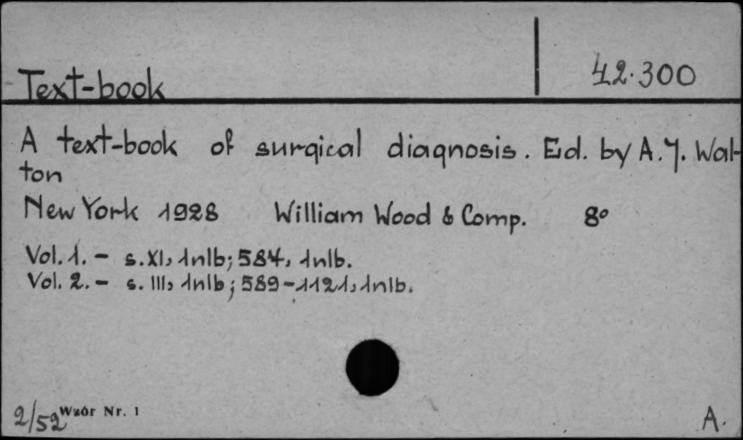 Text-book
42.300
A text-book of surgical diagnosis. Ed. by A.J. Wal-
ton
New York 1928 William Wood & Comp. 8°
Vol. 1. - s. XI, 1nlb; 584, 1nlb.
Vol. 2. - s. III, 1nlb; 589-1121, 1nlb.
2/52 Wzór Nr. 1
A.